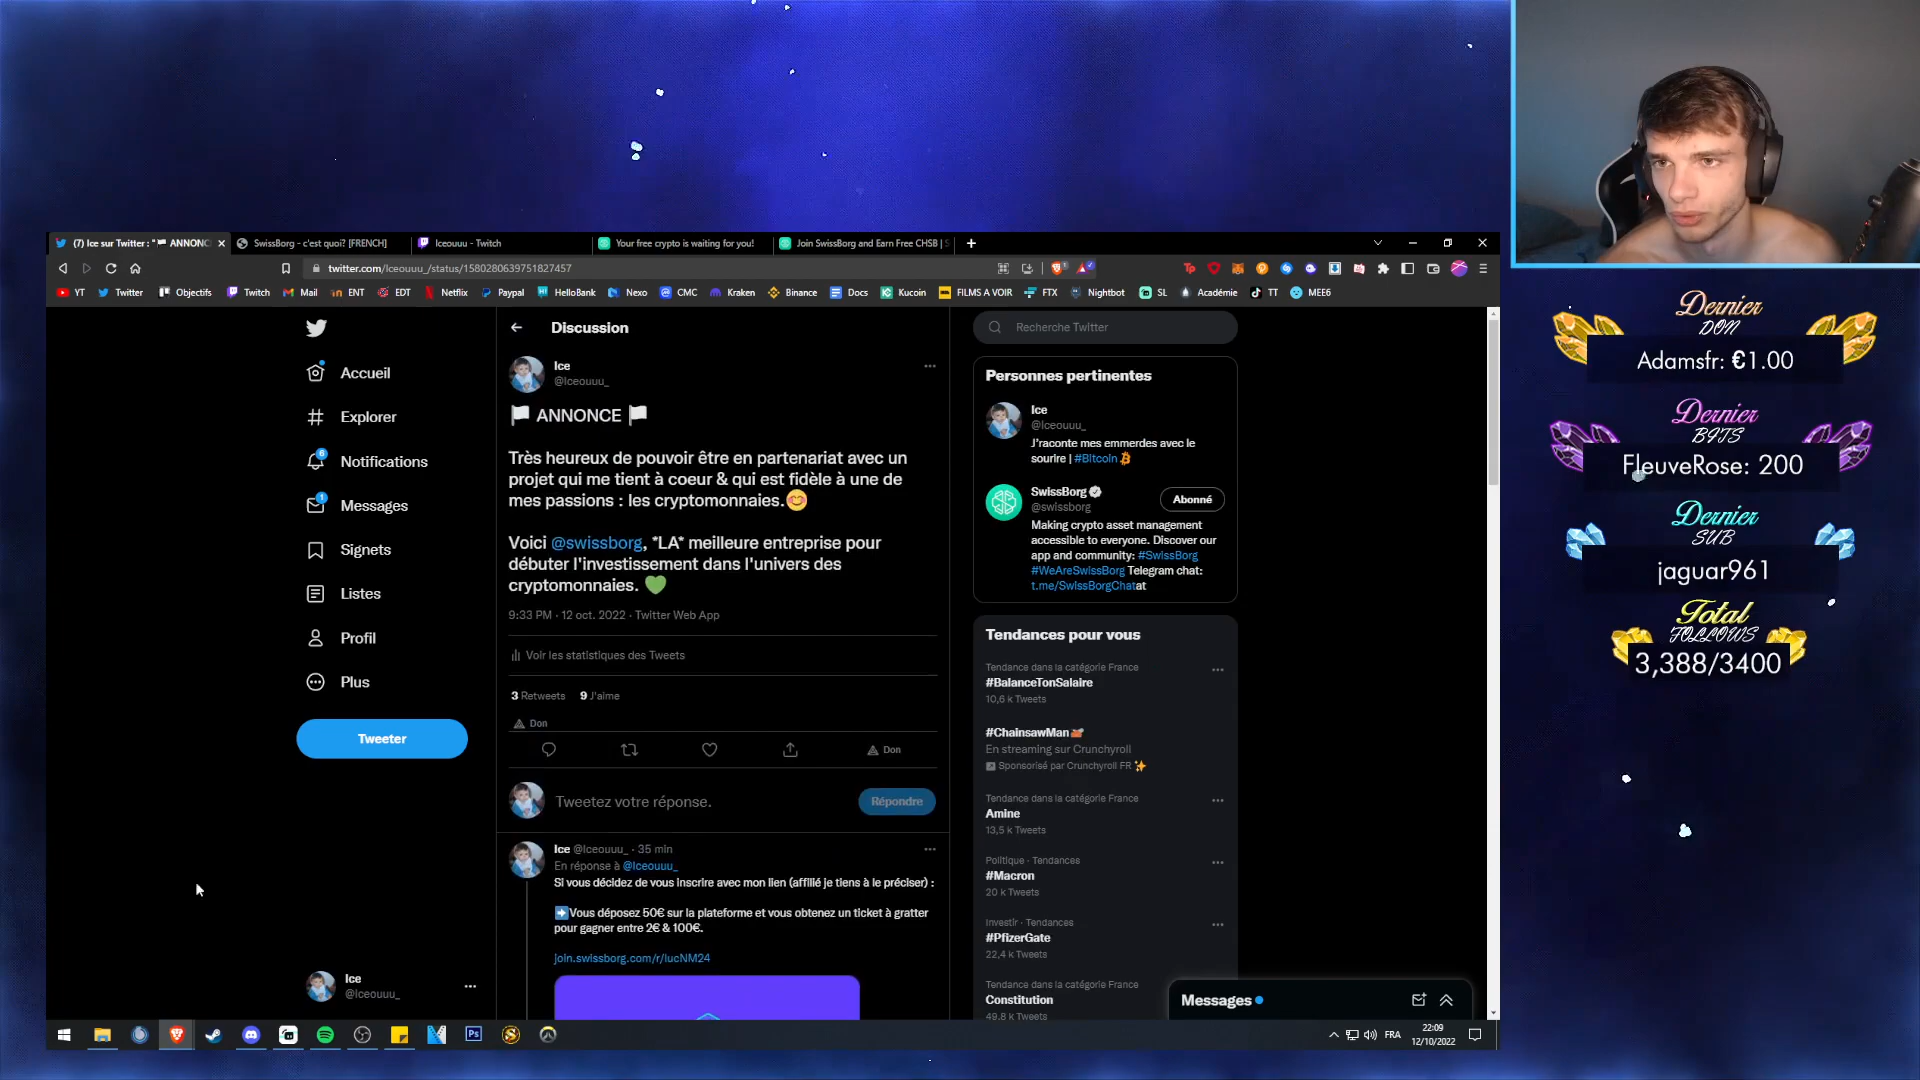 (7) Ice sur Twitter : "🏳 ANNONC
SwissBorg - c'est quoi? [FRENCH]
Iceouuu - Twitch
Your free crypto is waiting for you!
Join SwissBorg and Earn Free CHSB | S
twitter.com/Iceouuu_/status/1580280639751827457
YT
Twitter
Objectifs
Twitch
Mail
ENT
EDT
Netflix
Paypal
HelloBank
Nexo
CMC
Kraken
Binance
Docs
Kucoin
FILMS A VOIR
FTX
Nightbot
SL
Académie
TT
MEE6
Accueil
Explorer
6
Notifications
1
Messages
Signets
Listes
Profil
Plus
Tweeter
Ice
@Iceouuu_
Discussion
Ice
@Iceouuu_
🏳 ANNONCE 🏳
Très heureux de pouvoir être en partenariat avec un
projet qui me tient à coeur & qui est fidèle à une de
mes passions : les cryptomonnaies.😊
Voici @swissborg, *LA* meilleure entreprise pour
débuter l'investissement dans l'univers des
cryptomonnaies. 💚
9:33 PM · 12 oct. 2022 · Twitter Web App
Voir les statistiques des Tweets
3 Retweets 9 J'aime
Don
Don
Tweetez votre réponse.
Répondre
Ice @Iceouuu_ · 35 min
En réponse à @Iceouuu_
Si vous décidez de vous inscrire avec mon lien (affilié je tiens à le préciser) :
➡Vous déposez 50€ sur la plateforme et vous obtenez un ticket à gratter
pour gagner entre 2€ & 100€.
join.swissborg.com/r/lucNM24
Recherche Twitter
Personnes pertinentes
Ice
@Iceouuu_
J'raconte mes emmerdes avec le
sourire | #Bitcoin
SwissBorg
@swissborg
Abonné
Making crypto asset management
accessible to everyone. Discover our
app and community: #SwissBorg
#WeAreSwissBorg Telegram chat:
t.me/SwissBorgChatat
Tendances pour vous
Tendance dans la catégorie France
#BalanceTonSalaire
10,6 k Tweets
#ChainsawMan
En streaming sur Crunchyroll
Sponsorisé par Crunchyroll FR ✨
Tendance dans la catégorie France
Amine
13,5 k Tweets
Politique · Tendances
#Macron
20 k Tweets
Investir · Tendances
#PfizerGate
22,4 k Tweets
Tendance dans la catégorie France
Constitution
49,8 k Tweets
Messages
FRA
22:09
12/10/2022
Ps
Dernier
DON
Adamsfr: €1.00
Dernier
BITS
FleuveRose: 200
Dernier
SUB
jaguar961
Total
FOLLOWS
3,388/3400